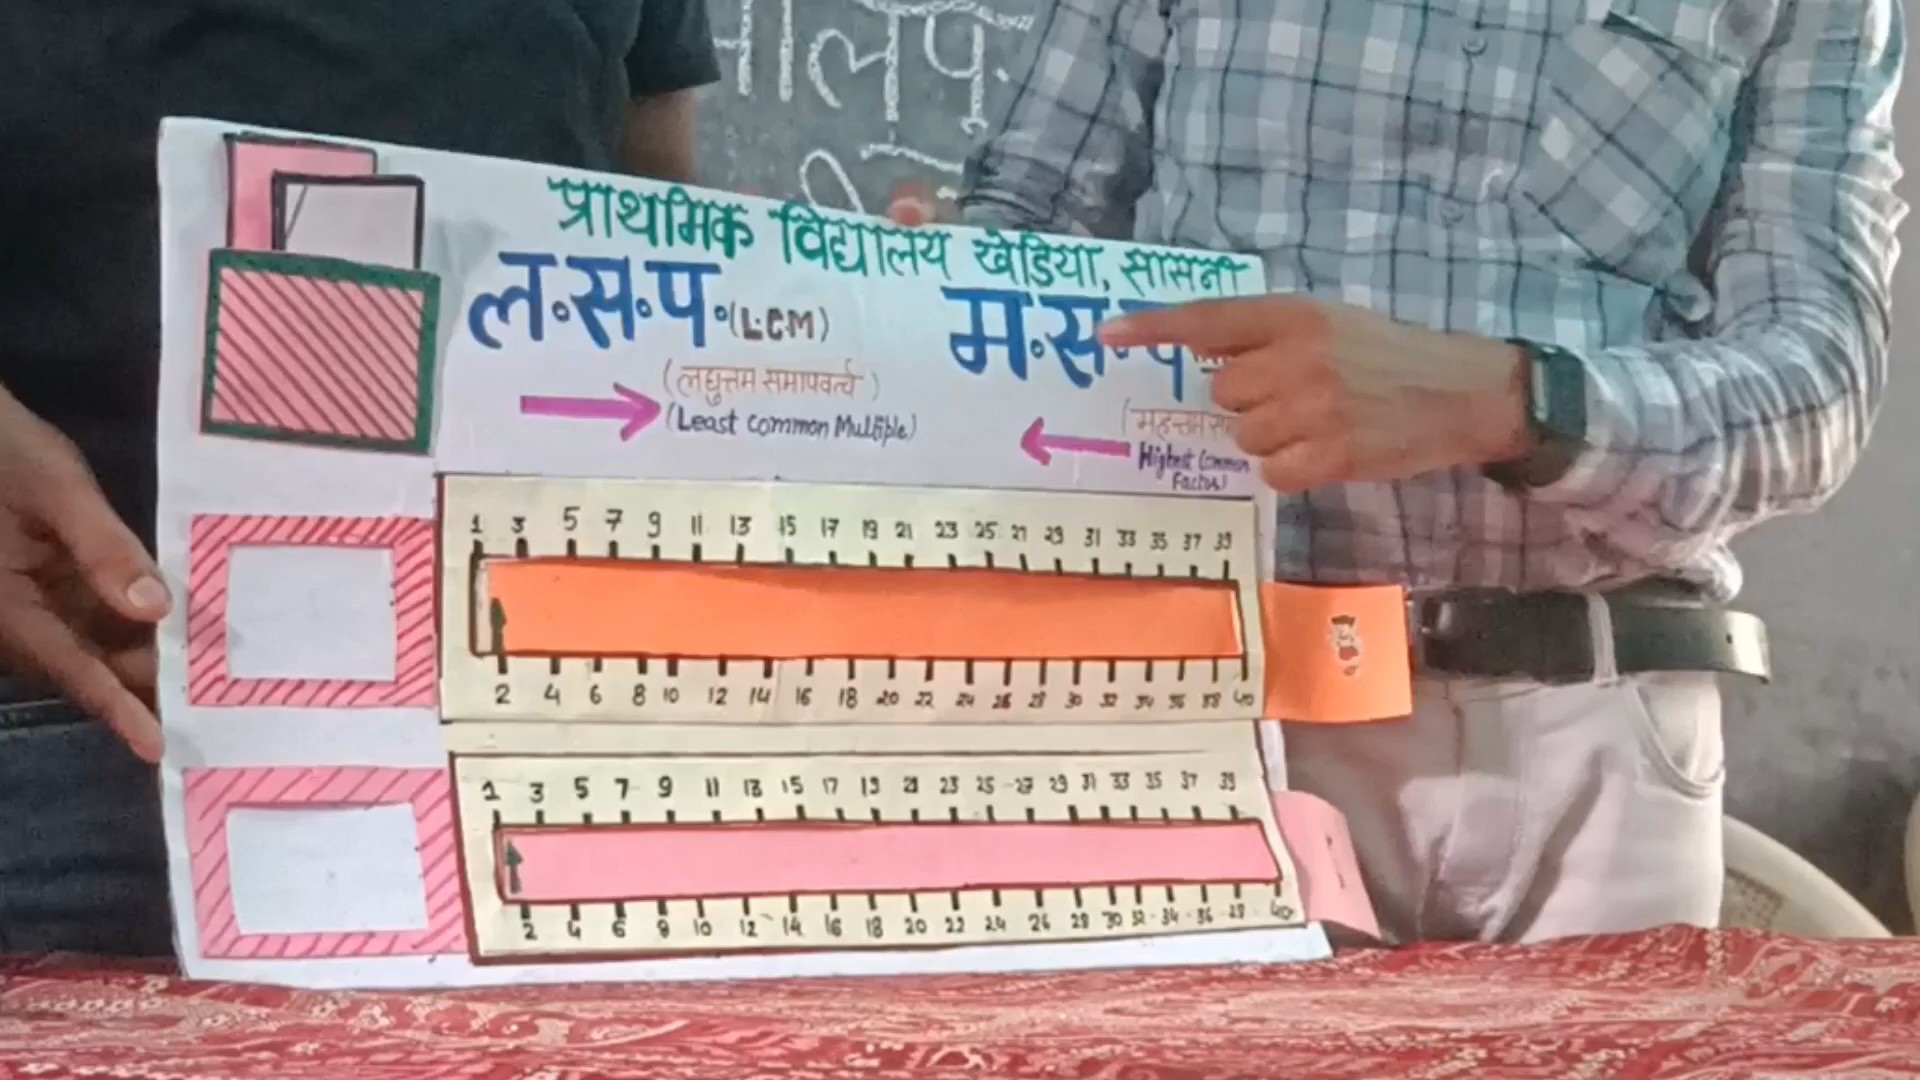 प्राथमिक विद्यालय खेडिया, सासनी
ल.स.प.(L.C.M)
म.स.प
(लघुत्तम समापवर्त्य)
(Least Common Multiple)
Highest Common
Factor)
1 3 5 7 9 11 13 15 17 19 21 23 25 27 29 31 33 35 37 39
2 4 6 8 10 12 14 16 18 20 22 24 26 28 30 32 34 36 38 40
1 3 5 7 9 11 13 15 17 19 21 23 25 27 29 31 33 35 37 39
2 4 6 8 10 12 14 16 18 20 22 24 26 28 30 32 34 36 38 40